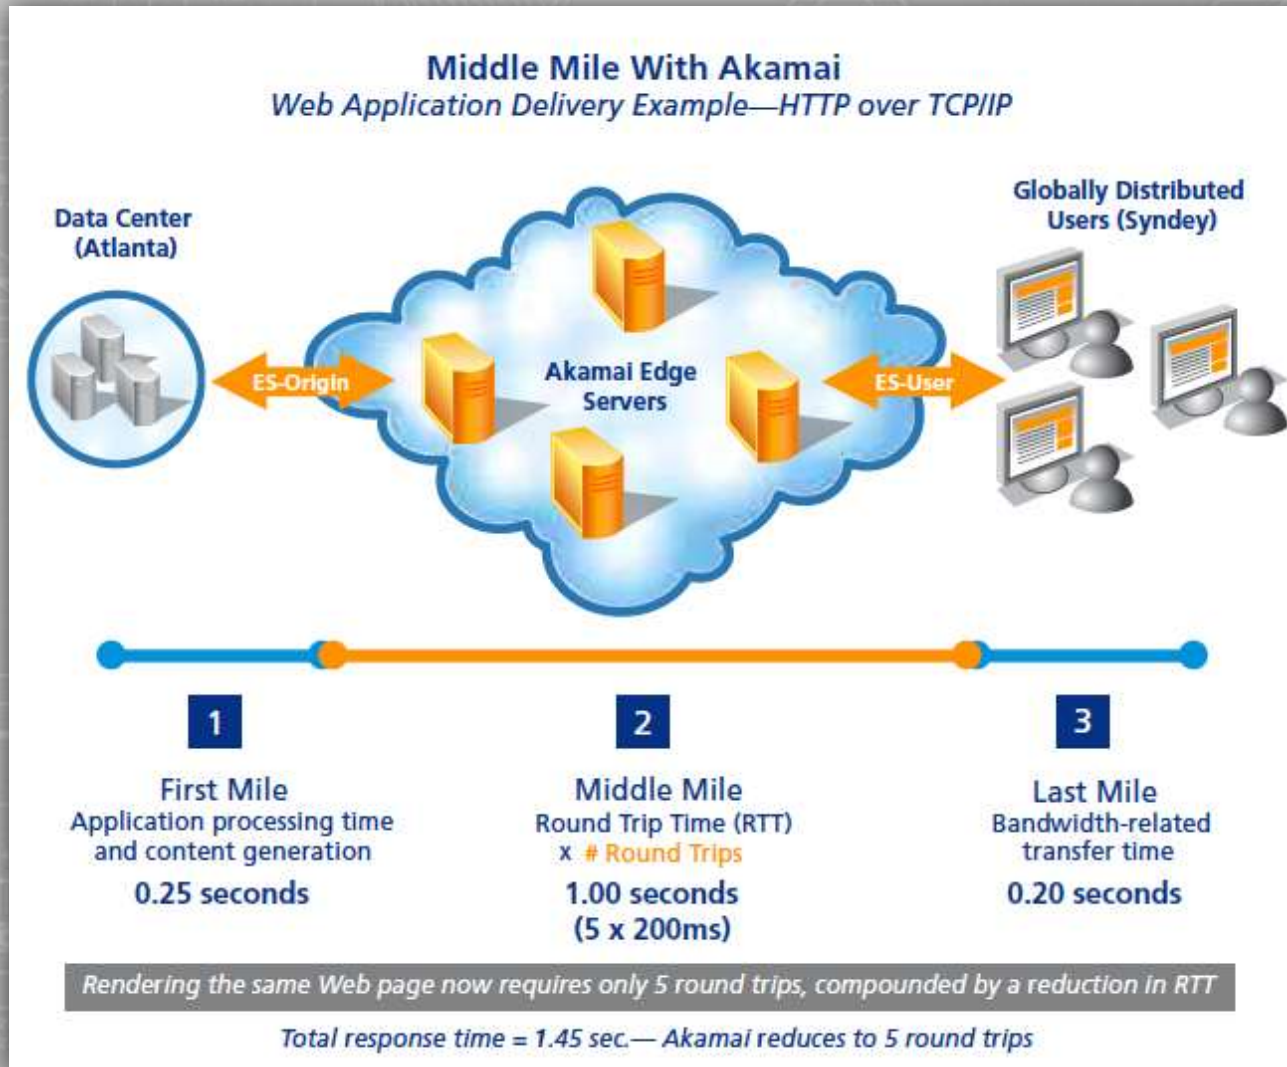 Middle Mile With Akamai
Web Application Delivery Example—HTTP over TCP/IP
Data Center
(Atlanta)
Globally Distributed
Users (Syndey)
ES-Origin
Akamai Edge
Servers
ES-User
1
First Mile
Application processing time
and content generation
0.25 seconds
2
Middle Mile
Round Trip Time (RTT)
x # Round Trips
1.00 seconds
(5 x 200ms)
3
Last Mile
Bandwidth-related
transfer time
0.20 seconds
Rendering the same Web page now requires only 5 round trips, compounded by a reduction in RTT
Total response time = 1.45 sec.— Akamai reduces to 5 round trips